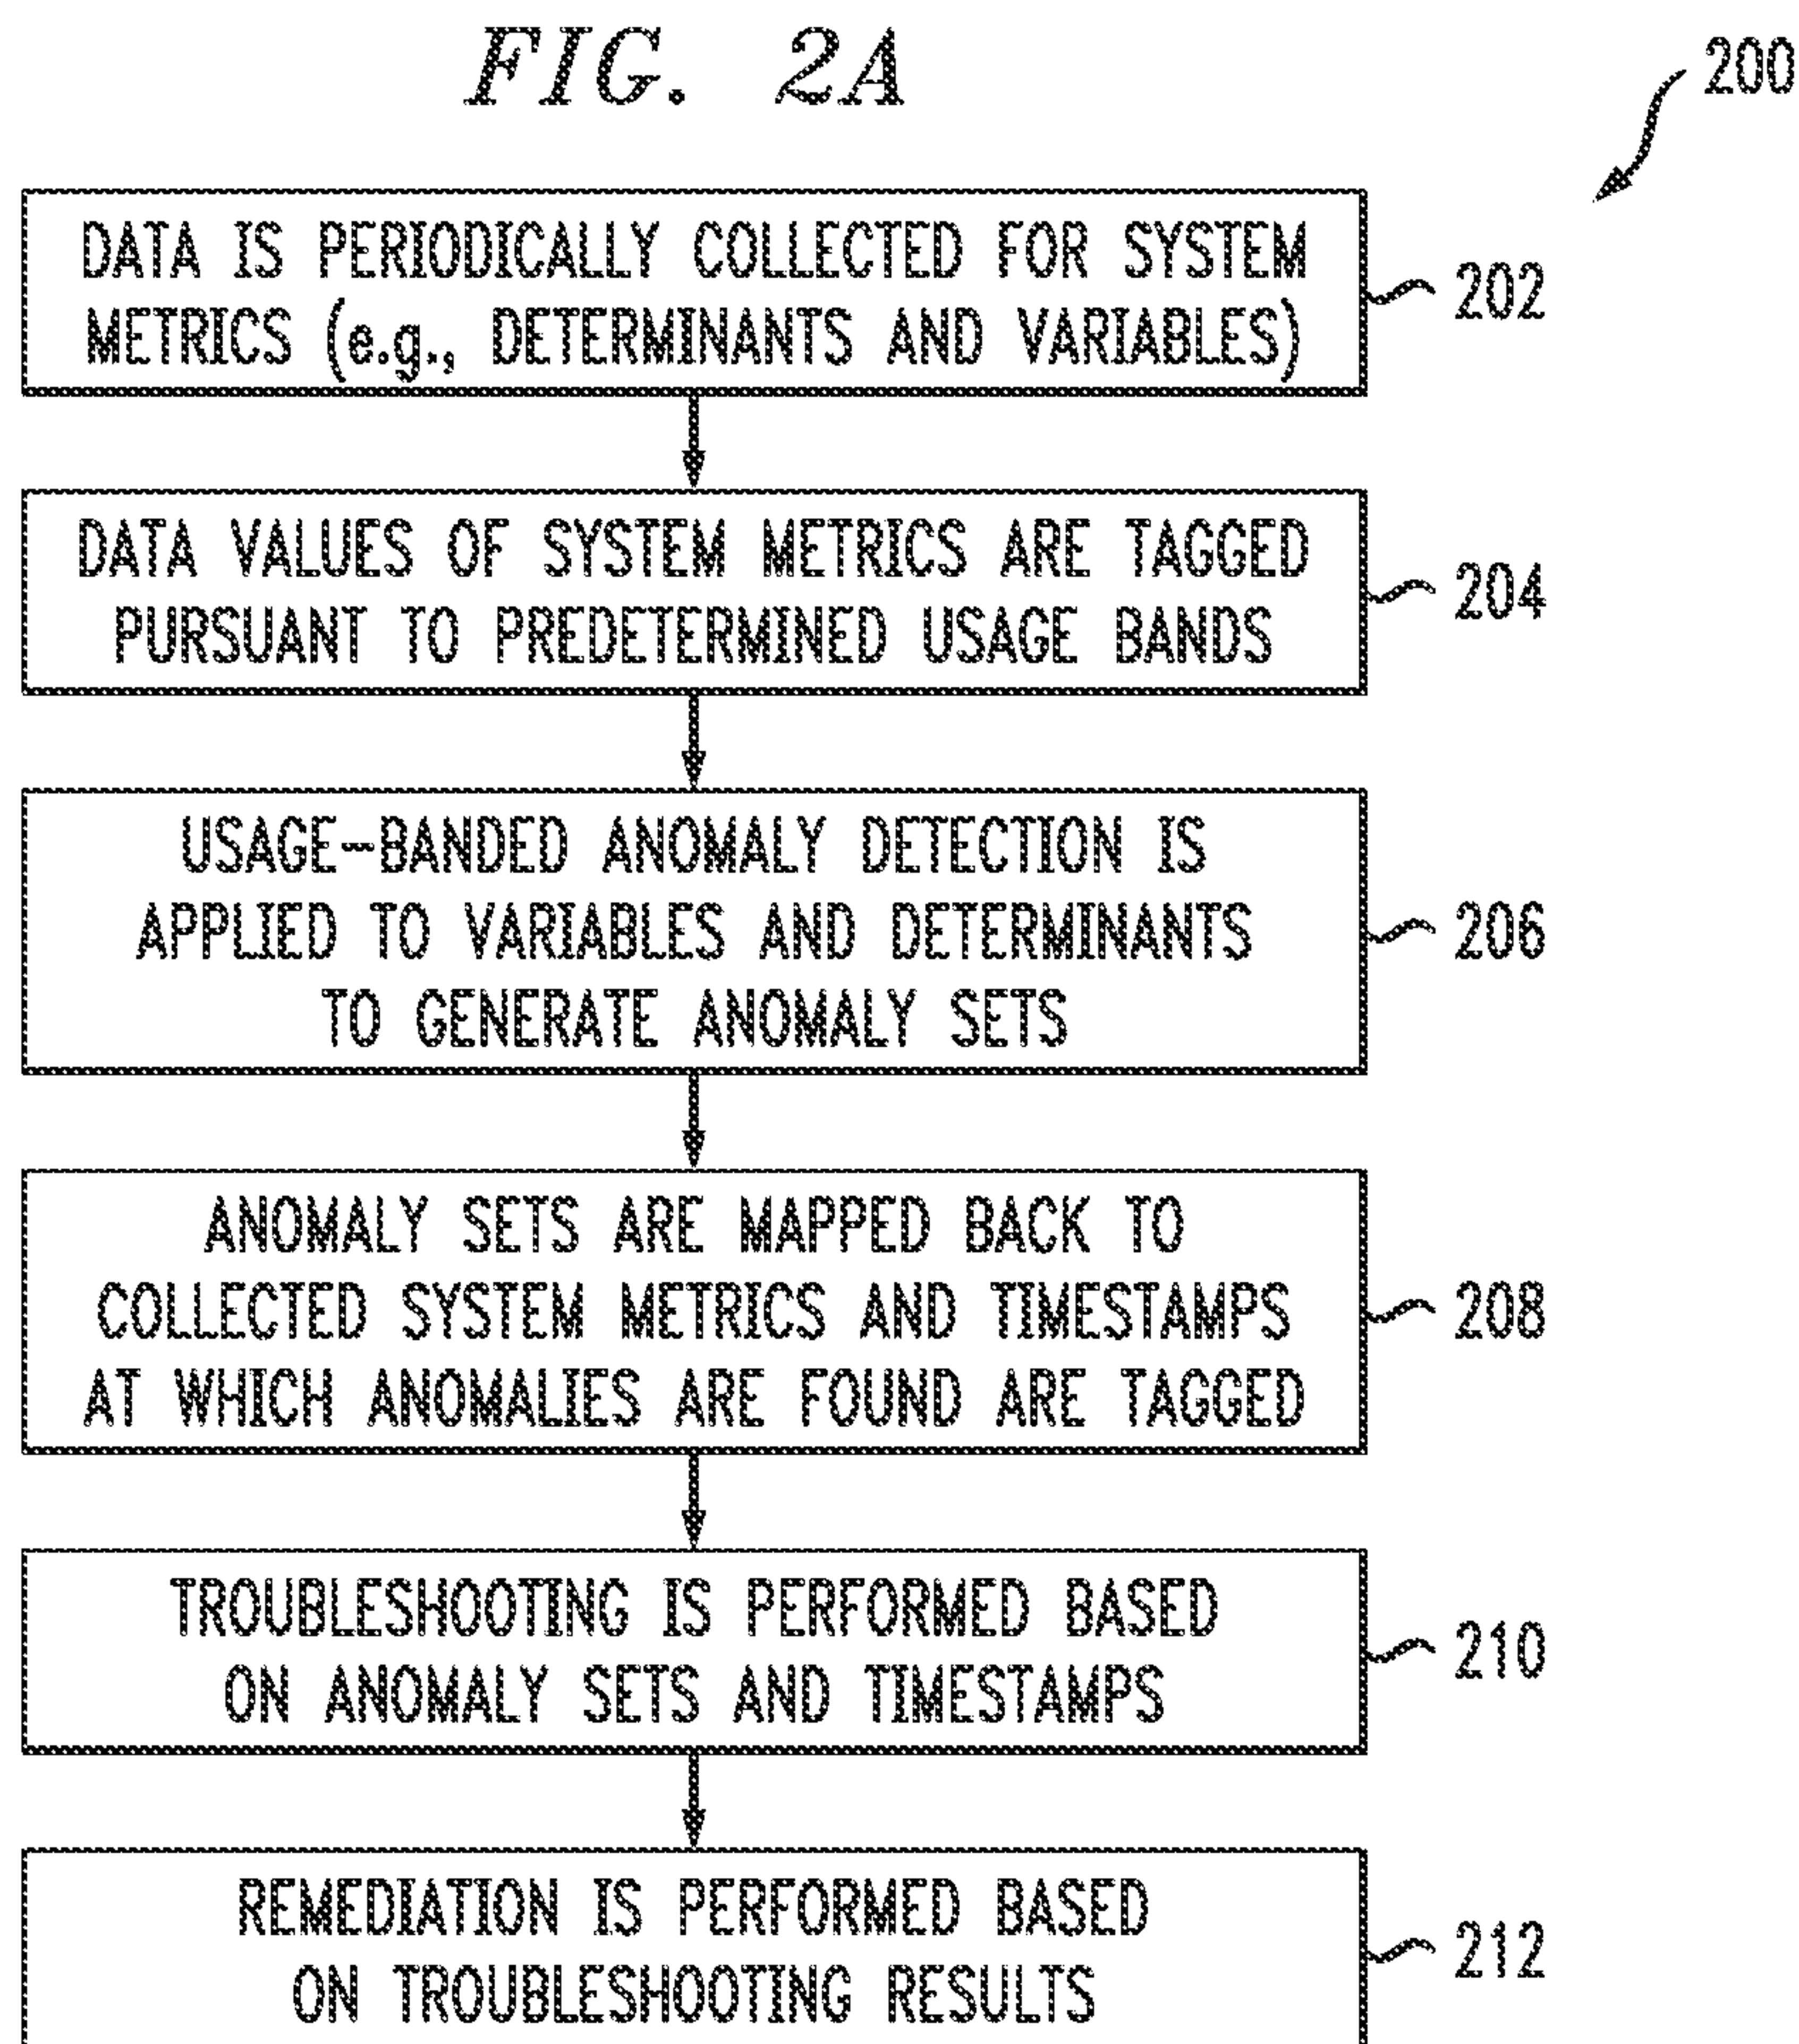 FIG. 2A
200
DATA IS PERIODICALLY COLLECTED FOR SYSTEM
METRICS (e.g., DETERMINANTS AND VARIABLES)
202
DATA VALUES OF SYSTEM METRICS ARE TAGGED
PURSUANT TO PREDETERMINED USAGE BANDS
204
USAGE-BANDED ANOMALY DETECTION IS
APPLIED TO VARIABLES AND DETERMINANTS
TO GENERATE ANOMALY SETS
206
ANOMALY SETS ARE MAPPED BACK TO
COLLECTED SYSTEM METRICS AND TIMESTAMPS
AT WHICH ANOMALIES ARE FOUND ARE TAGGED
208
TROUBLESHOOTING IS PERFORMED BASED
ON ANOMALY SETS AND TIMESTAMPS
210
REMEDIATION IS PERFORMED BASED
ON TROUBLESHOOTING RESULTS
212